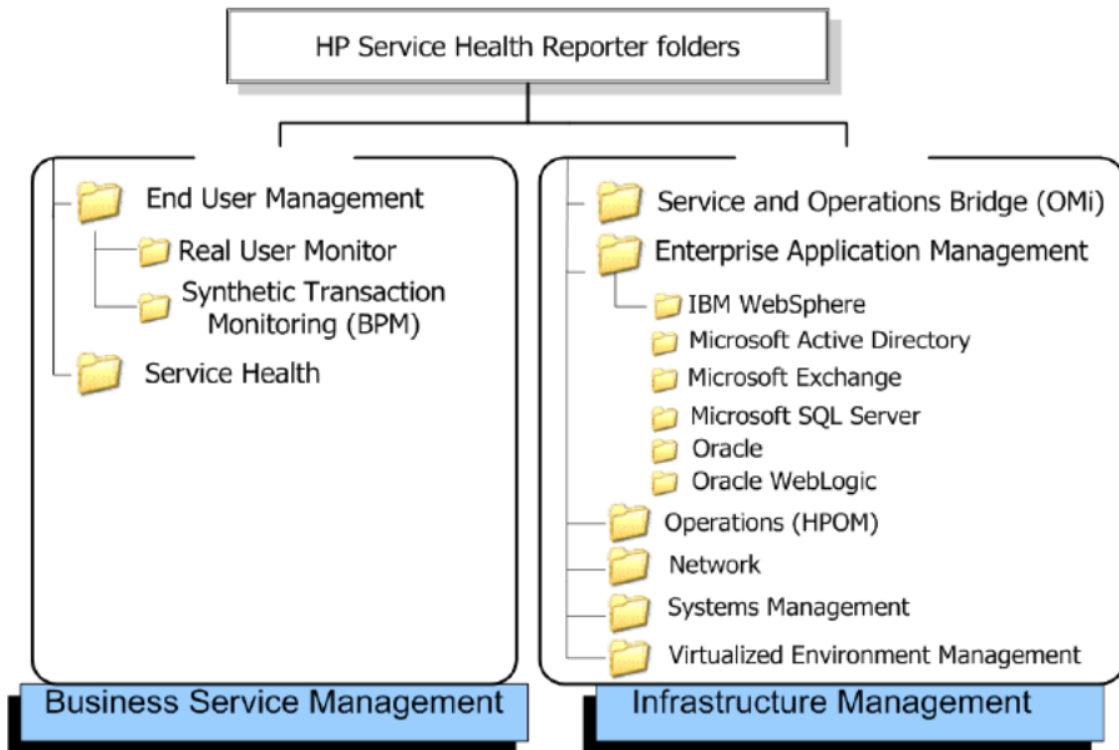 HP Service Health Reporter folders
End User Management
Real User Monitor
Synthetic Transaction
Monitoring (BPM)
Service Health
Business Service Management
Service and Operations Bridge (OMi)
Enterprise Application Management
IBM WebSphere
Microsoft Active Directory
Microsoft Exchange
Microsoft SQL Server
Oracle
Oracle WebLogic
Operations (HPOM)
Network
Systems Management
Virtualized Environment Management
Infrastructure Management